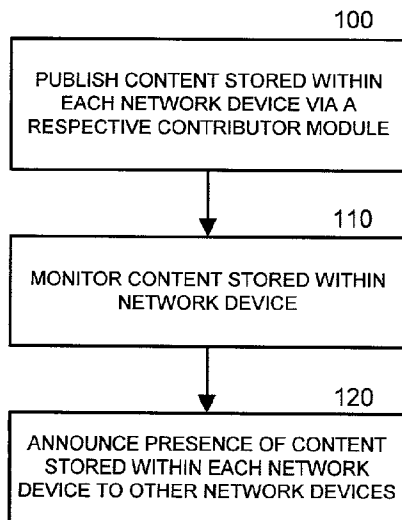 100
PUBLISH CONTENT STORED WITHIN
EACH NETWORK DEVICE VIA A
RESPECTIVE CONTRIBUTOR MODULE
110
MONITOR CONTENT STORED WITHIN
NETWORK DEVICE
120
ANNOUNCE PRESENCE OF CONTENT
STORED WITHIN EACH NETWORK
DEVICE TO OTHER NETWORK DEVICES